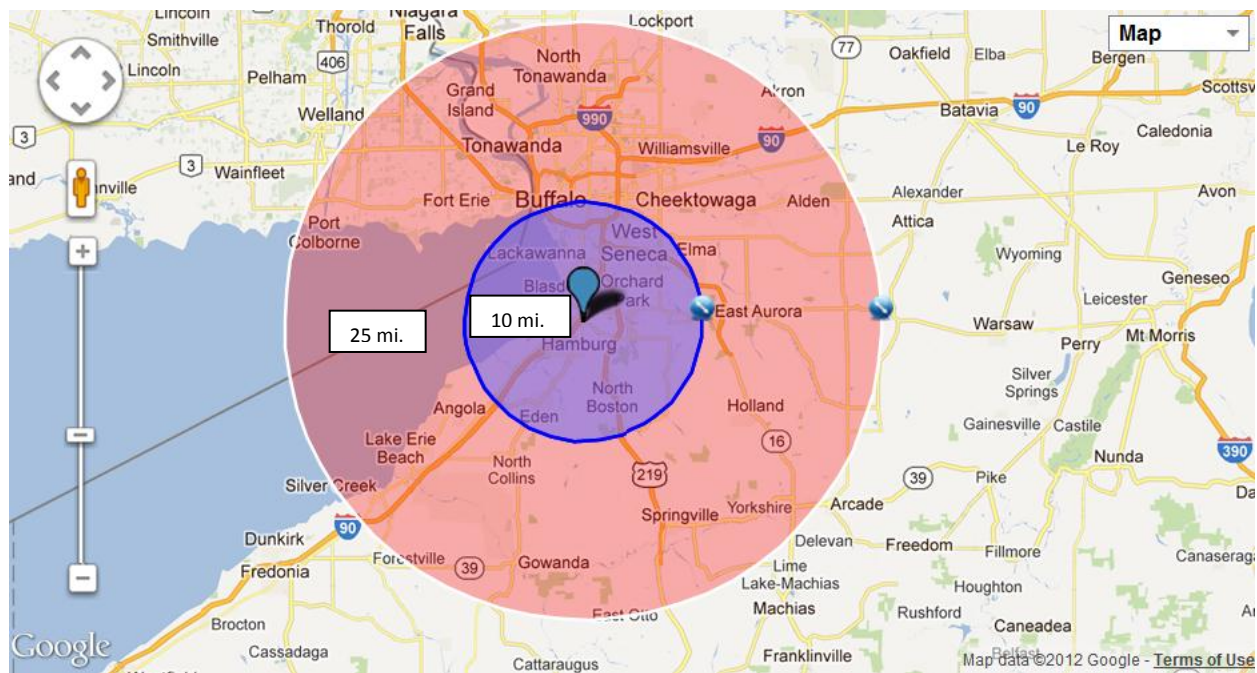 Lincoln
Smithville
Lincoln
Thorold
Niagara
Falls
Lockport
Map
406
Pelham
Welland
North
Tonawanda
Grand
Island
990
Akron
77
Oakfield
Elba
Bergen
Scottsv
Batavia
90
Caledonia
Le Roy
3
3
Wainfleet
and
nnville
Tonawanda
Williamsville
90
Fort Erie
Buffalo
Cheektowaga
Alden
Alexander
Attica
Avon
Port
Colborne
Lackawanna
West
Seneca
Elma
Wyoming
Geneseo
Blasd
Orchard
Park
East Aurora
Leicester
Warsaw
Perry
Mt Morris
25 mi.
10 mi.
Hamburg
Silver
Springs
North
Boston
Angola
Eden
Holland
Gainesville
Castile
Lake Erie
Beach
16
Nunda
390
North
Collins
219
39
Pike
Da
Silver Creek
90
Springville
Yorkshire
Arcade
Dunkirk
Delevan
Freedom
Fillmore
Canaseraga
Forestville
39
Gowanda
Fredonia
Lime
Lake-Machias
Houghton
East Otto
Machias
Rushford
Brocton
Caneadea
Ar
Google
Cassadaga
Cattaraugus
Franklinville
Belfast
Map data ©2012 Google - Terms of Use